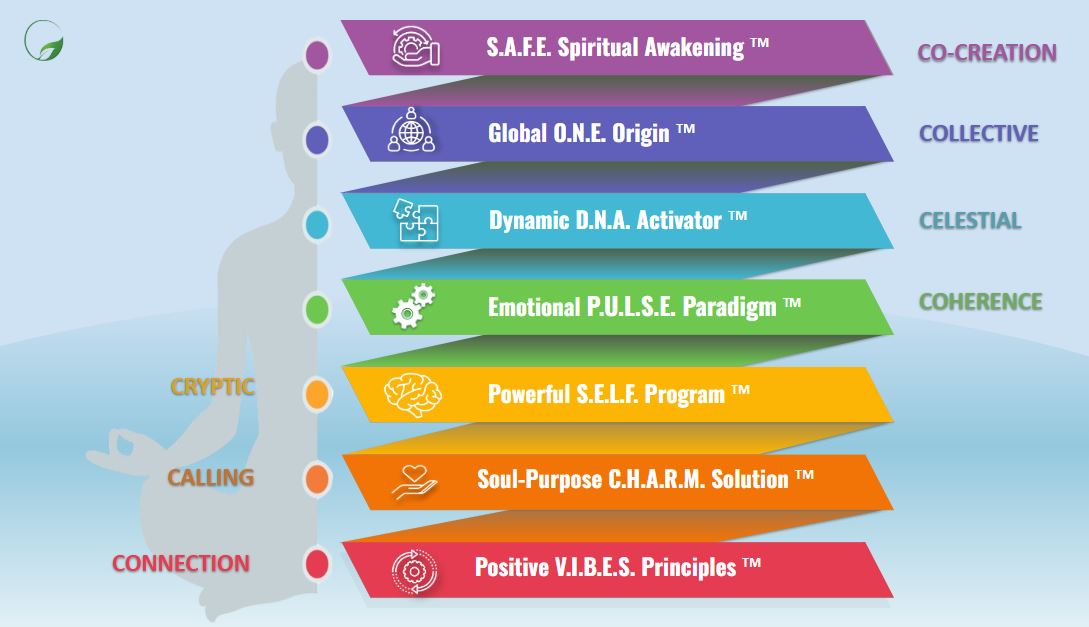 S.A.F.E. Spiritual Awakening ™ CO-CREATION
Global O.N.E. Origin ™ COLLECTIVE
Dynamic D.N.A. Activator ™ CELESTIAL
Emotional P.U.L.S.E. Paradigm ™ COHERENCE
CRYPTIC Powerful S.E.L.F. Program ™
CALLING Soul-Purpose C.H.A.R.M. Solution ™
CONNECTION Positive V.I.B.E.S. Principles ™